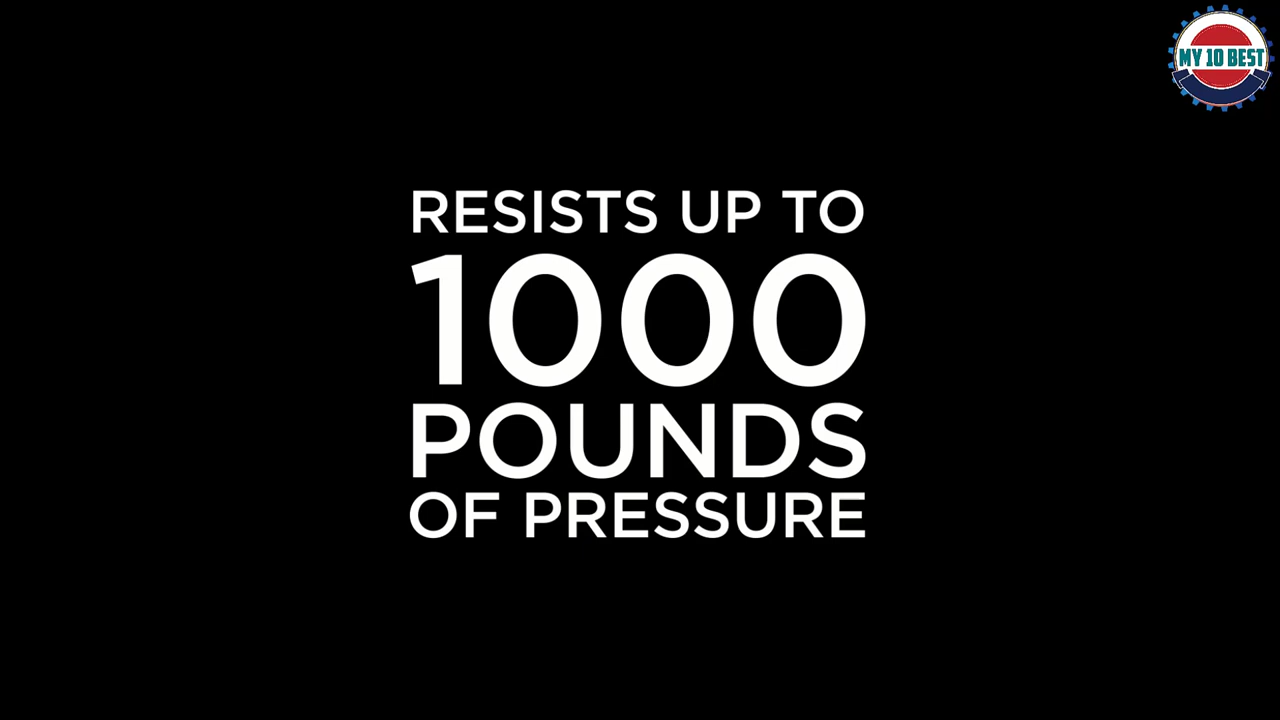 MY 10 BEST
RESISTS UP TO
1000
POUNDS
OF PRESSURE